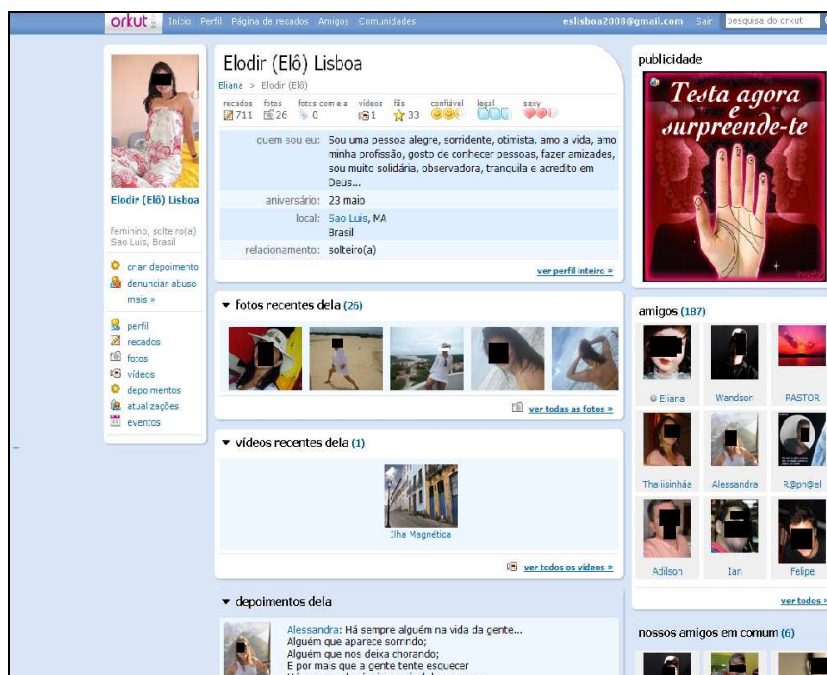 orkut Início Perfil Página de recados Amigos Comunidades eslisboa2008@gmail.com Sair pesquisa do orkut
Elodir (Elô) Lisboa
feminino, solteiro(a)
Sao Luis, Brasil
criar depoimento
denunciar abuso
mais »
perfil
recados
fotos
vídeos
depoimentos
atualizações
eventos
Elodir (Elô) Lisboa
Eliana > Elodir (Elô)
recados fotos fotos com ela vídeos fãs confiável legal sexy
711 26 0 1 33
quem sou eu: Sou uma pessoa alegre, sorridente, otimista, amo a vida, amo
minha profissão, gosto de conhecer pessoas, fazer amizades,
sou muito solidária, observadora, tranquila e acredito em
Deus...
aniversário: 23 maio
local: Sao Luis, MA
Brasil
relacionamento: solteiro(a)
ver perfil inteiro »
fotos recentes dela (26)
ver todas as fotos »
vídeos recentes dela (1)
Ilha Magnética
ver todos os vídeos »
depoimentos dela
Alessandra: Há sempre alguém na vida da gente...
Alguém que aparece sorrindo;
Alguém que nos deixa chorando;
E por mais que a gente tente esquecer
publicidade
Testa agora
e
surpreende-te
amigos (187)
Eliana Wandson PASTOR
Thaiisinháa Alessandra R@ph@el
Adilson Ian Felipe
ver todos »
nossos amigos em comum (6)